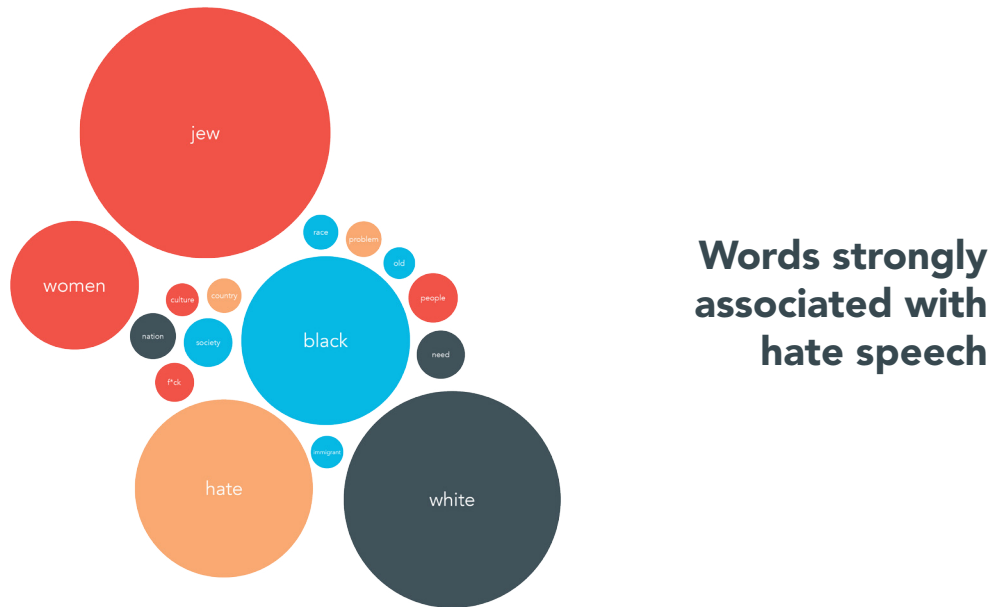 jew
race
problem
old
women
culture
country
people
nation
society
black
need
f*ck
immigrant
hate
white
Words strongly
associated with
hate speech